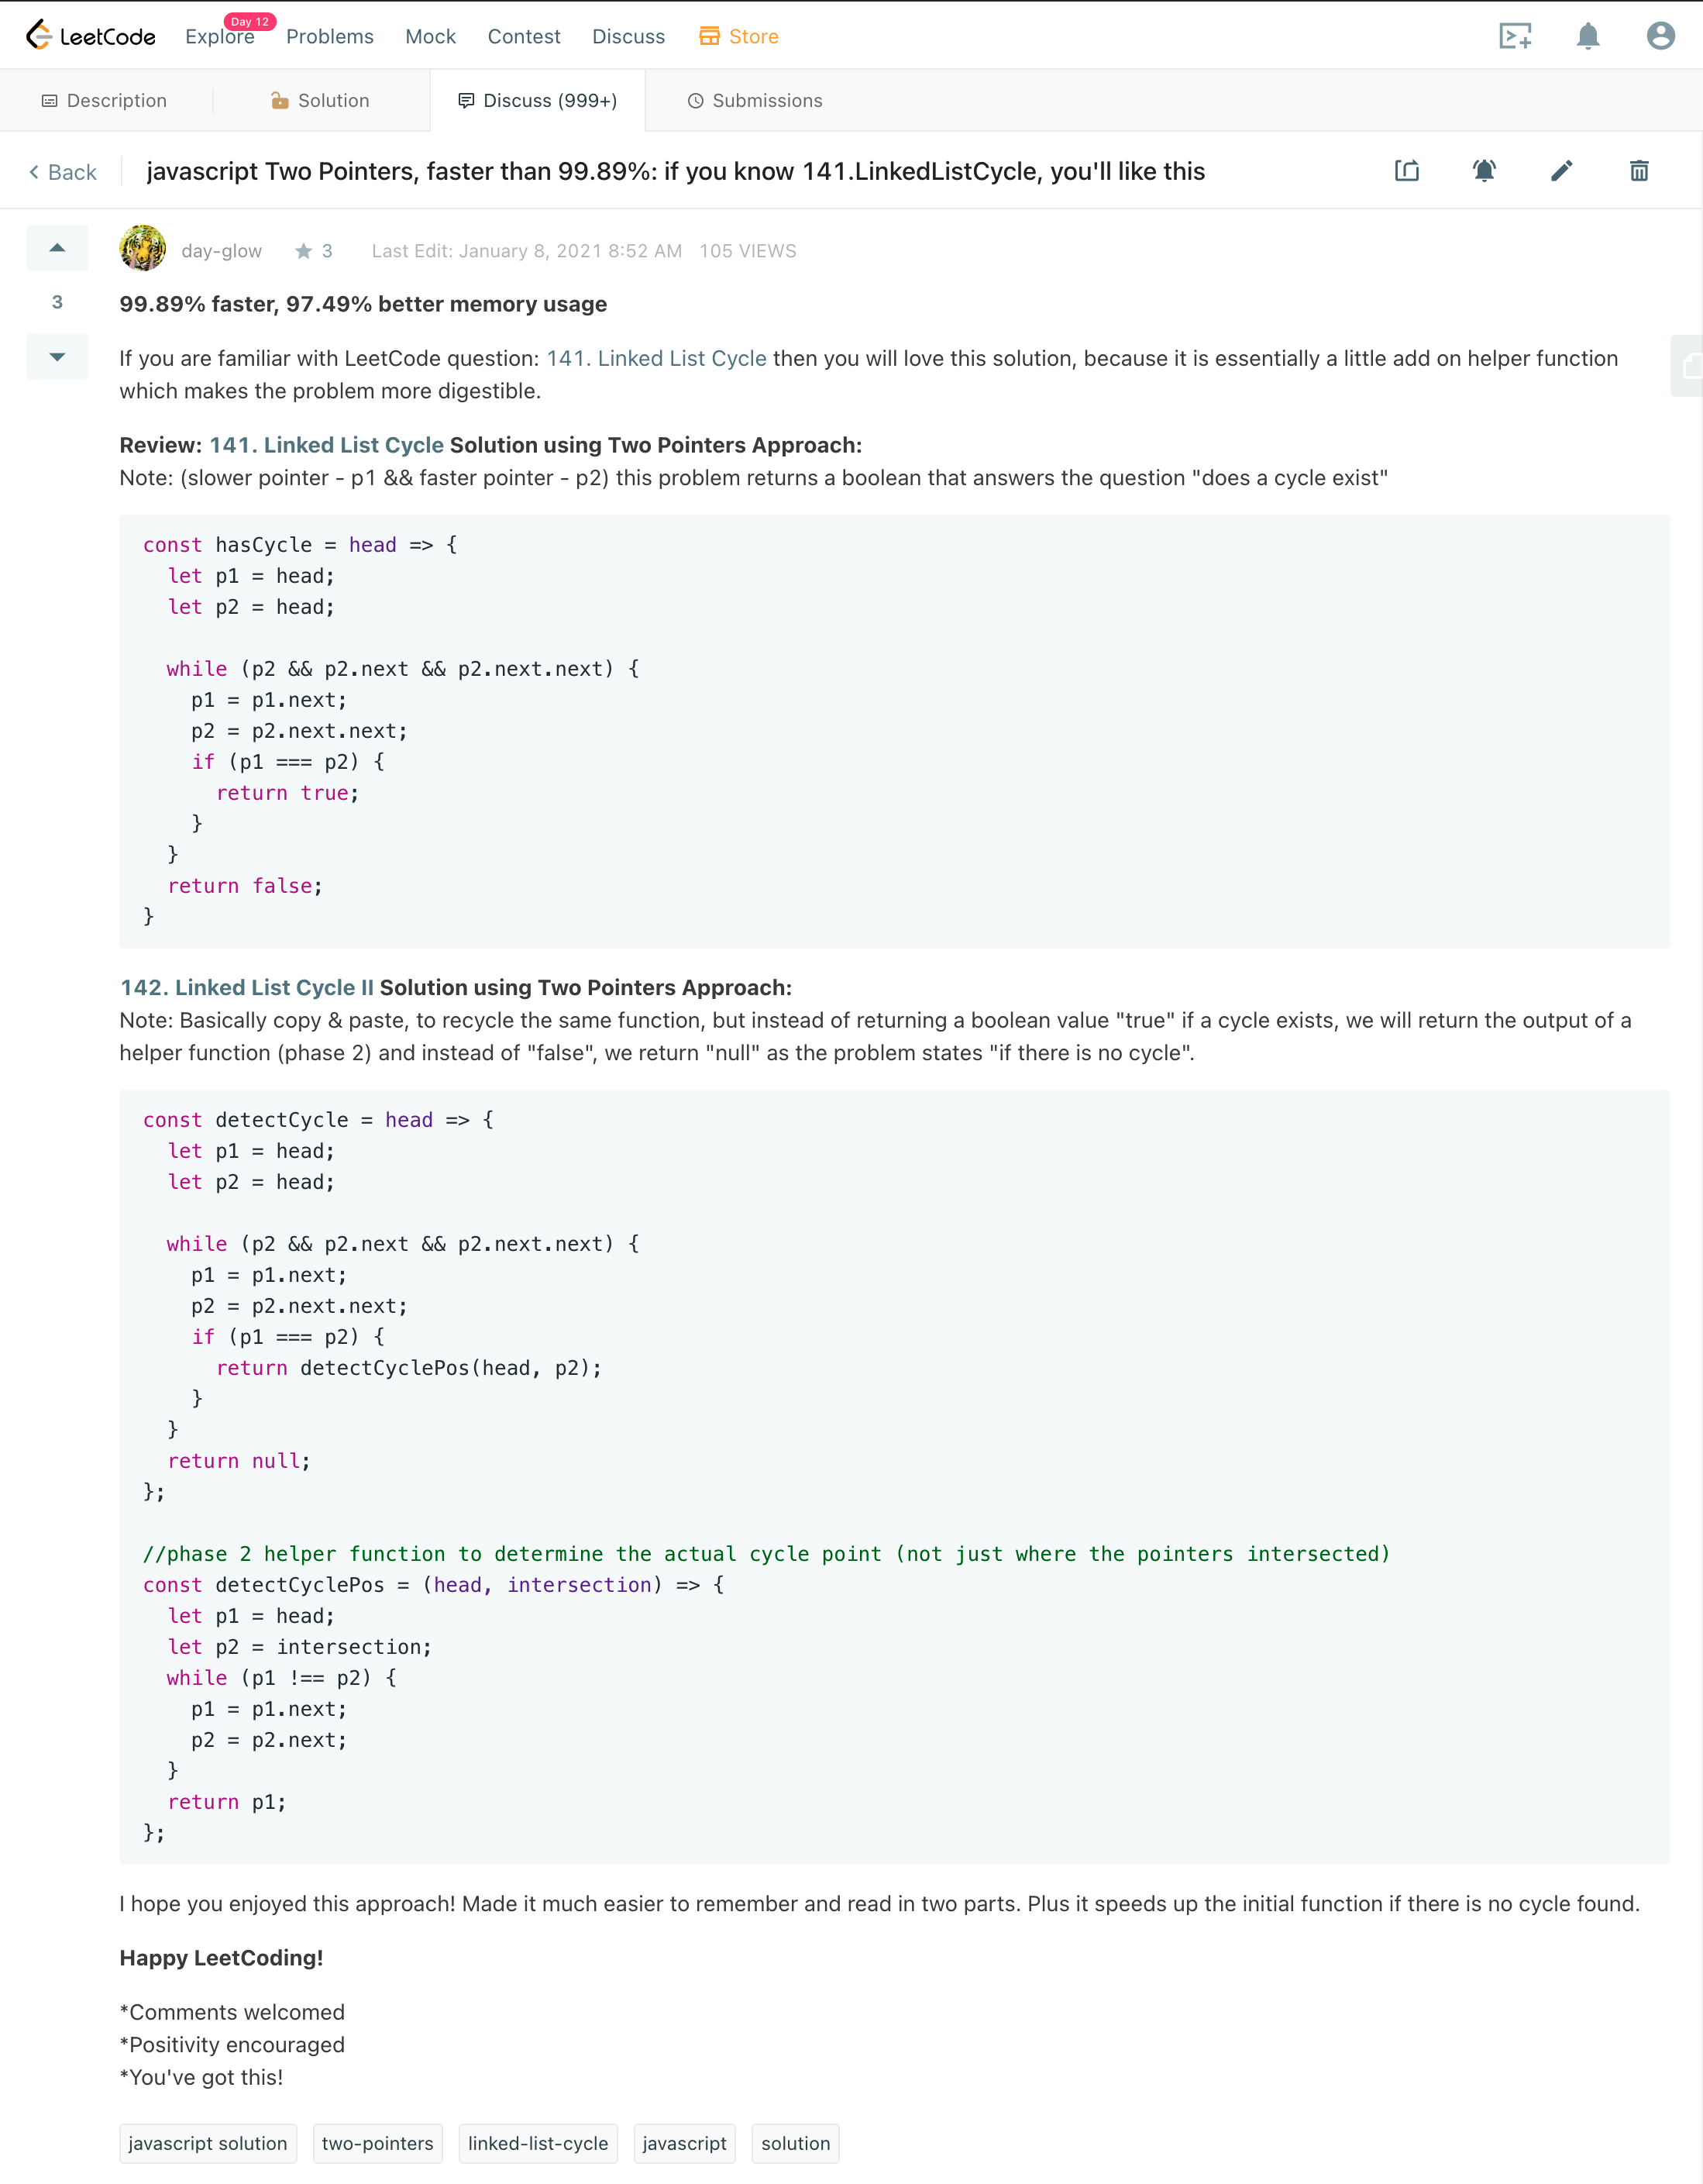 LeetCode Explore Day 12 Problems Mock Contest Discuss Store
Description Solution Discuss (999+) Submissions
Back javascript Two Pointers, faster than 99.89%: if you know 141.LinkedListCycle, you'll like this
day-glow 3 Last Edit: January 8, 2021 8:52 AM 105 VIEWS
3
99.89% faster, 97.49% better memory usage
If you are familiar with LeetCode question: 141. Linked List Cycle then you will love this solution, because it is essentially a little add on helper function
which makes the problem more digestible.
Review: 141. Linked List Cycle Solution using Two Pointers Approach:
Note: (slower pointer - p1 && faster pointer - p2) this problem returns a boolean that answers the question "does a cycle exist"
const hasCycle = head => {
  let p1 = head;
  let p2 = head;
  while (p2 && p2.next && p2.next.next) {
    p1 = p1.next;
    p2 = p2.next.next;
    if (p1 === p2) {
      return true;
    }
  }
  return false;
}
142. Linked List Cycle II Solution using Two Pointers Approach:
Note: Basically copy & paste, to recycle the same function, but instead of returning a boolean value "true" if a cycle exists, we will return the output of a
helper function (phase 2) and instead of "false", we return "null" as the problem states "if there is no cycle".
const detectCycle = head => {
  let p1 = head;
  let p2 = head;
  while (p2 && p2.next && p2.next.next) {
    p1 = p1.next;
    p2 = p2.next.next;
    if (p1 === p2) {
      return detectCyclePos(head, p2);
    }
  }
  return null;
};
//phase 2 helper function to determine the actual cycle point (not just where the pointers intersected)
const detectCyclePos = (head, intersection) => {
  let p1 = head;
  let p2 = intersection;
  while (p1 !== p2) {
    p1 = p1.next;
    p2 = p2.next;
  }
  return p1;
};
I hope you enjoyed this approach! Made it much easier to remember and read in two parts. Plus it speeds up the initial function if there is no cycle found.
Happy LeetCoding!
*Comments welcomed
*Positivity encouraged
*You've got this!
javascript solution two-pointers linked-list-cycle javascript solution